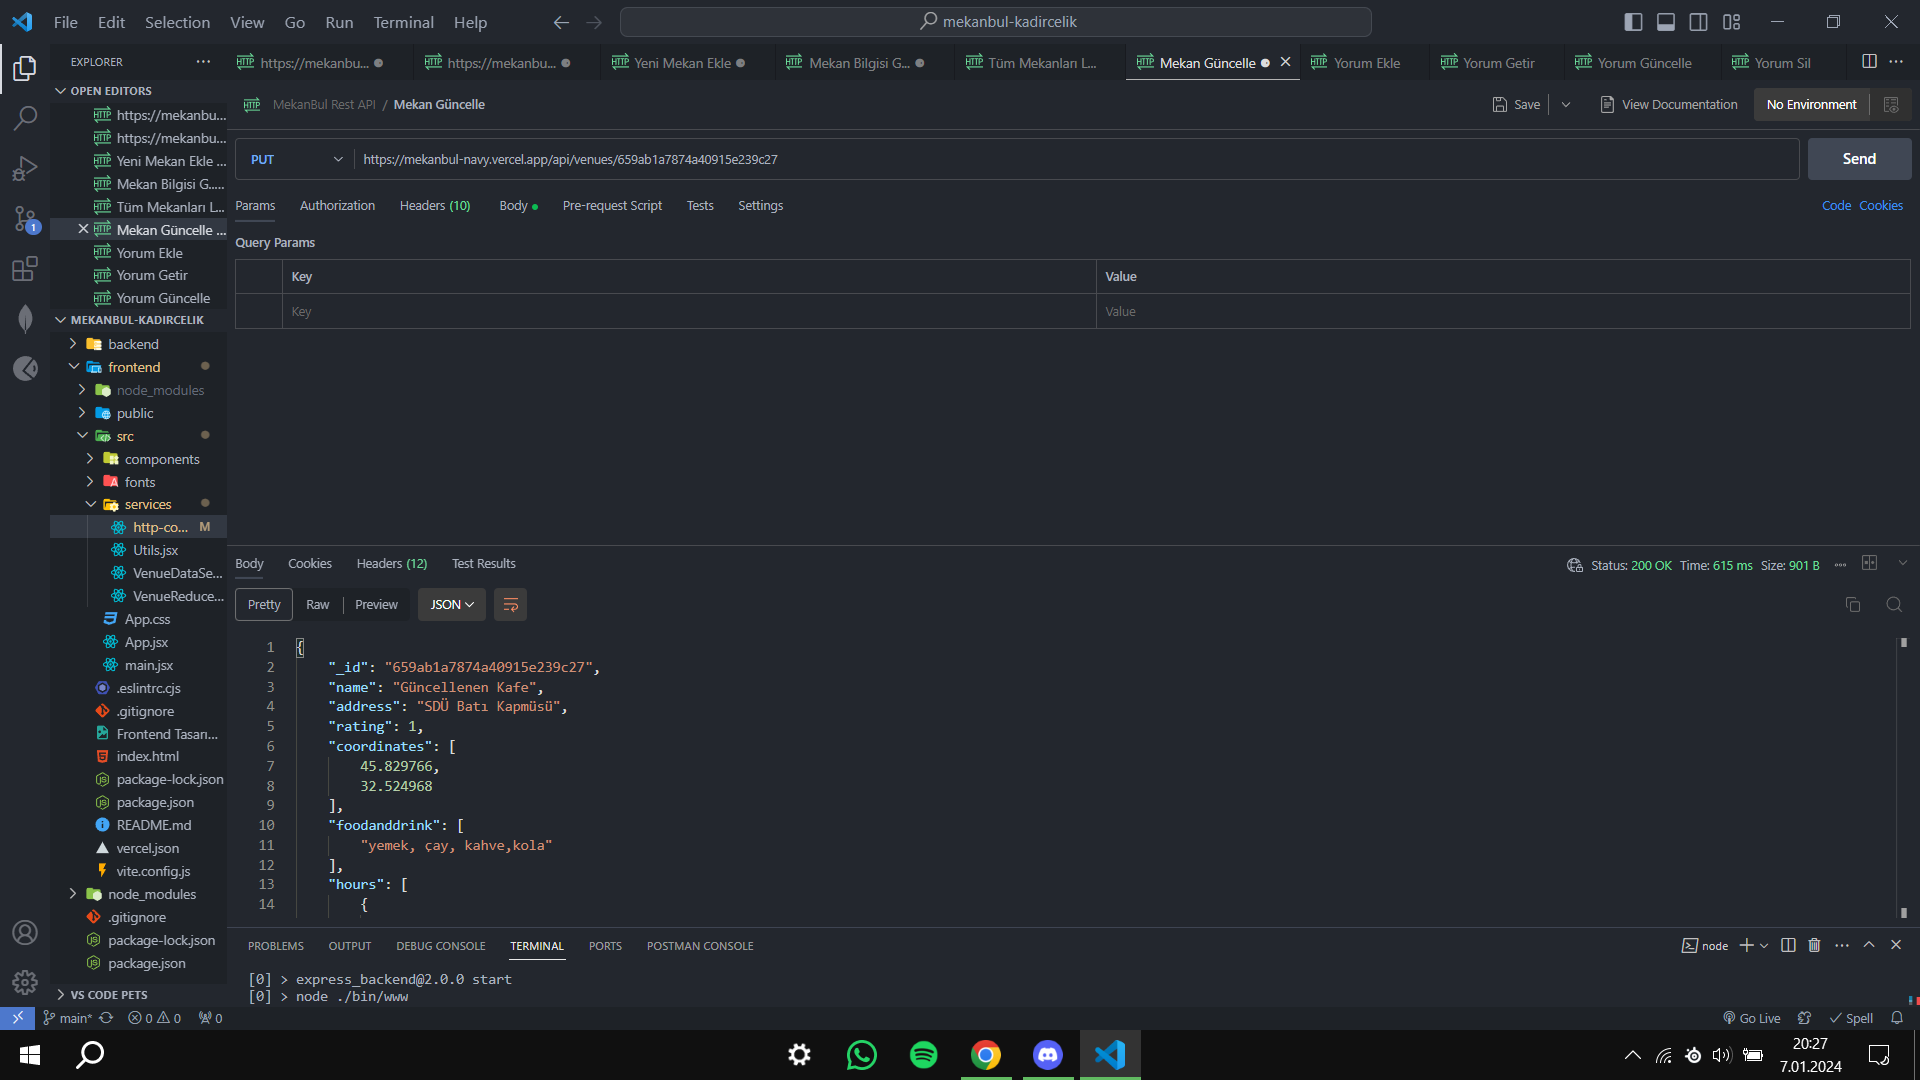 File Edit Selection View Go Run Terminal Help
mekanbul-kadircelik
EXPLORER
https://mekanbu...
https://mekanbu...
Yeni Mekan Ekle
Mekan Bilgisi G...
Tüm Mekanları L...
Mekan Güncelle
Yorum Ekle
Yorum Getir
Yorum Güncelle
Yorum Sil
OPEN EDITORS
https://mekanbu...
https://mekanbu...
Yeni Mekan Ekle ...
Mekan Bilgisi G.....
Tüm Mekanları L...
Mekan Güncelle ...
Yorum Ekle
Yorum Getir
Yorum Güncelle
MEKANBUL-KADIRCELIK
backend
frontend
node_modules
public
src
components
fonts
services
http-co... M
Utils.jsx
VenueDataSe...
VenueReduce...
App.css
App.jsx
main.jsx
.eslintrc.cjs
.gitignore
Frontend Tasarı...
index.html
package-lock.json
package.json
README.md
vercel.json
vite.config.js
node_modules
.gitignore
package-lock.json
package.json
VS CODE PETS
MekanBul Rest API / Mekan Güncelle
Save
View Documentation
No Environment
PUT
https://mekanbul-navy.vercel.app/api/venues/659ab1a7874a40915e239c27
Send
Params Authorization Headers (10) Body Pre-request Script Tests Settings
Code Cookies
Query Params
Key Value
Key Value
Body Cookies Headers (12) Test Results
Status: 200 OK Time: 615 ms Size: 901 B
Pretty Raw Preview JSON
1 {
2 "_id": "659ab1a7874a40915e239c27",
3 "name": "Güncellenen Kafe",
4 "address": "SDÜ Batı Kapmüsü",
5 "rating": 1,
6 "coordinates": [
7 45.829766,
8 32.524968
9 ],
10 "foodanddrink": [
11 "yemek, çay, kahve,kola"
12 ],
13 "hours": [
14 {
PROBLEMS OUTPUT DEBUG CONSOLE TERMINAL PORTS POSTMAN CONSOLE
node
[0] > express_backend@2.0.0 start
[0] > node ./bin/www
main* 0 0 0
Go Live
Spell
20:27
7.01.2024